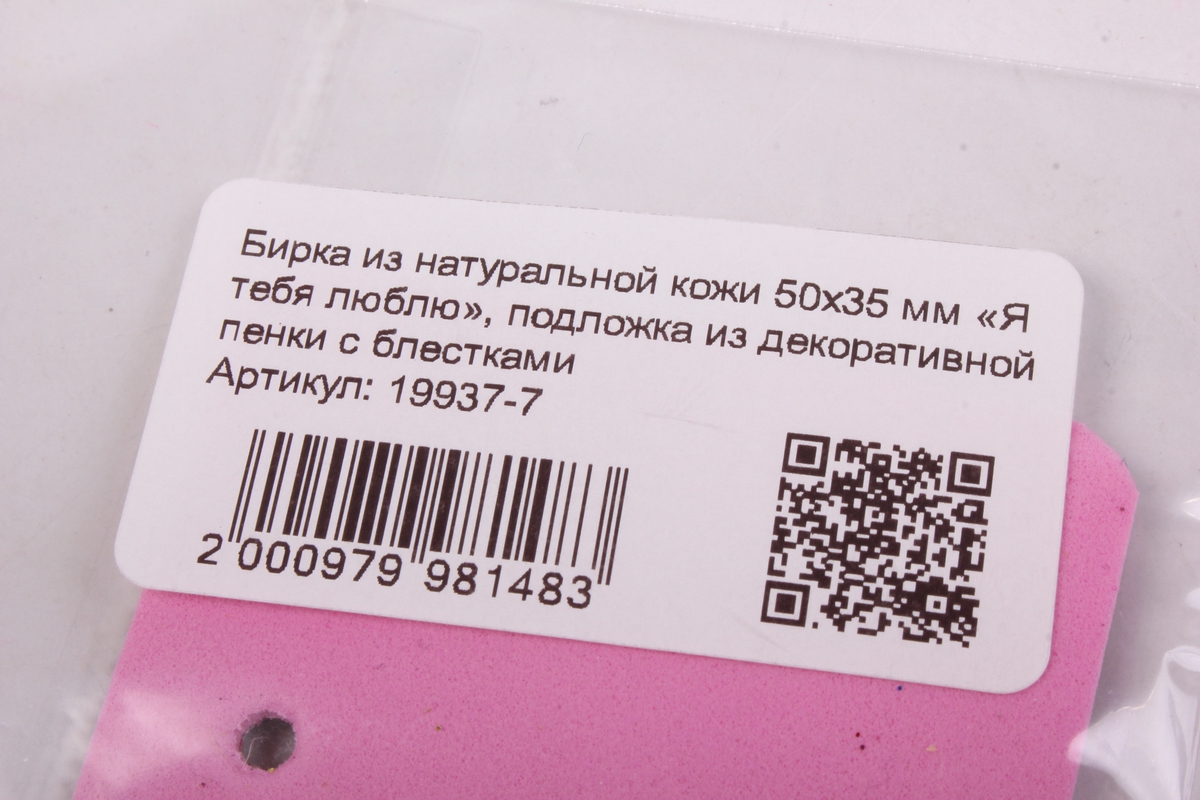 Бирка из натуральной кожи 50х35 мм «Я
тебя люблю», подложка из декоративной
пенки с блестками
Артикул: 19937-7
2 000979 981483